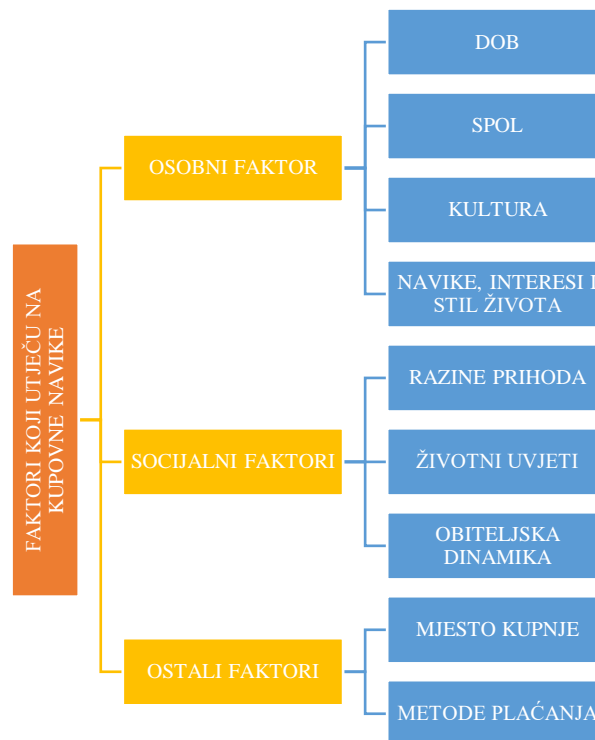 FAKTORI KOJI UTJEČU NA
KUPOVNE NAVIKE
OSOBNI FAKTOR
DOB
SPOL
KULTURA
NAVIKE, INTERESI I
STIL ŽIVOTA
SOCIJALNI FAKTORI
RAZINE PRIHODA
ŽIVOTNI UVJETI
OBITELJSKA
DINAMIKA
OSTALI FAKTORI
MJESTO KUPNJE
METODE PLAĆANJA